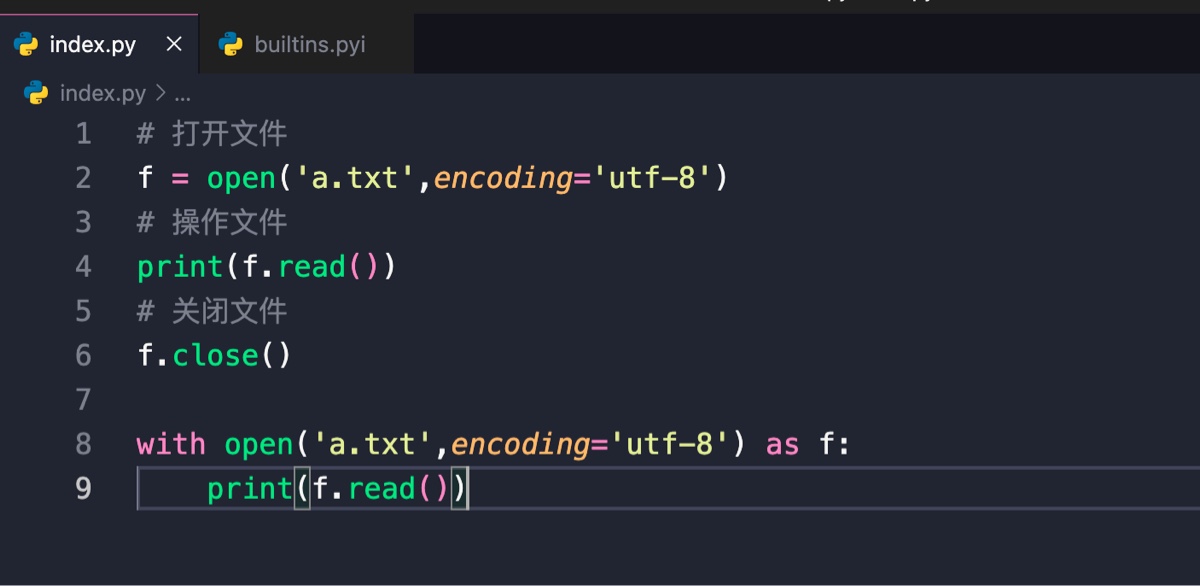 index.py ×
builtins.pyi
index.py > ...
1 # 打开文件
2 f = open('a.txt',encoding='utf-8')
3 # 操作文件
4 print(f.read())
5 # 关闭文件
6 f.close()
7
8 with open('a.txt',encoding='utf-8') as f:
9     print(f.read())